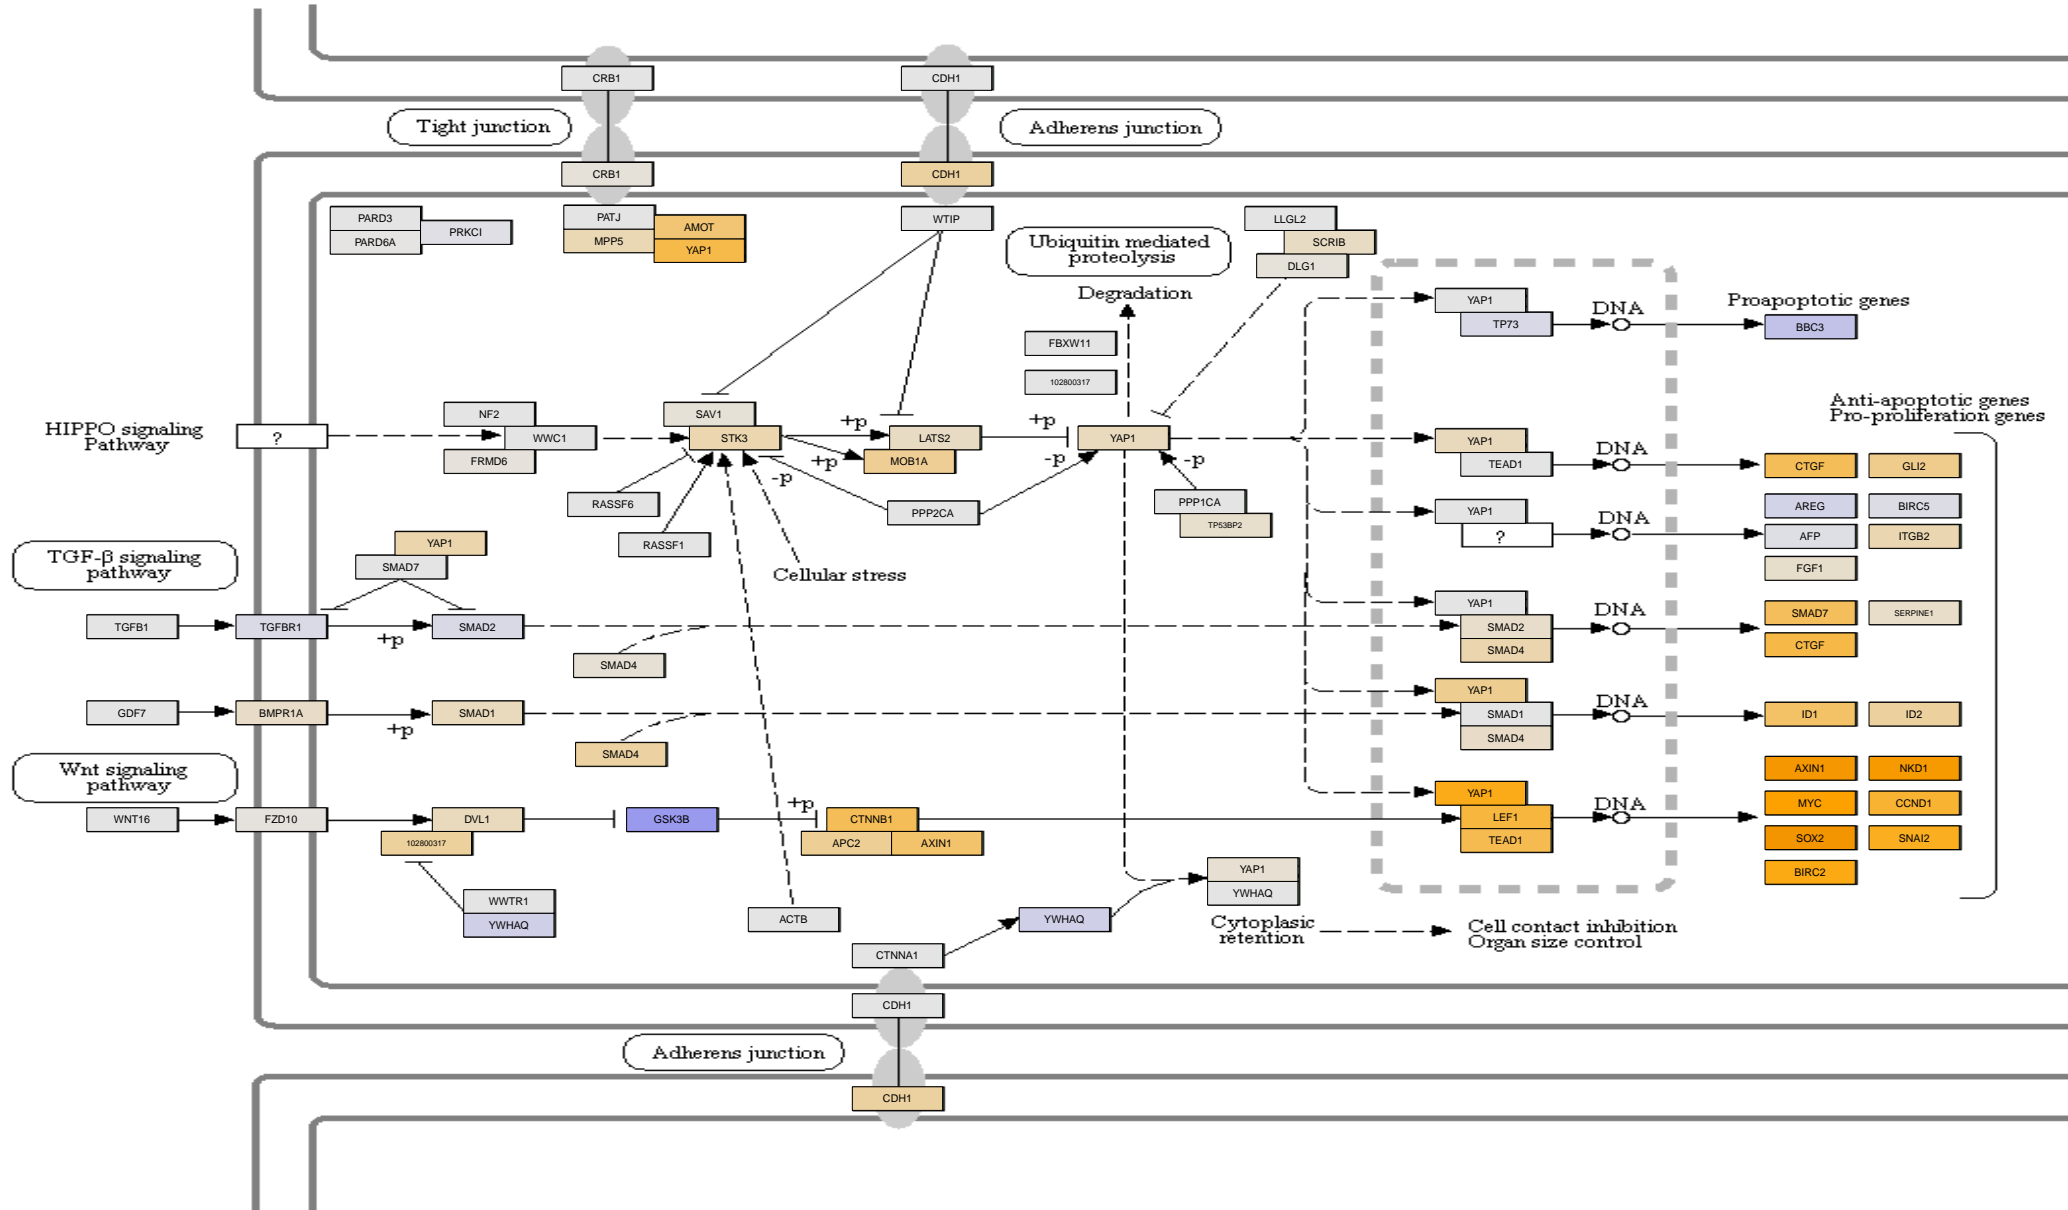 CRB1
CDH1
Tight junction
Adherens junction
CRB1
CDH1
PARD3
PARD6A
PRKCI
PATJ
MPP5
AMOT
YAP1
WTIP
Ubiquitin mediated
proteolysis
LLGL2
SCRIB
DLG1
Degradation
YAP1
TP73
DNA
Proapoptotic genes
BBC3
FBXW11
102800317
Anti-apoptotic genes
Pro-proliferation genes
HIPPO signaling
Pathway
?
NF2
WWC1
FRMD6
SAV1
STK3
+p
+p
-p
LATS2
MOB1A
+p
YAP1
-p
-p
YAP1
TEAD1
DNA
CTGF
GLI2
RASSF6
RASSF1
PPP2CA
PPP1CA
TP53BP2
YAP1
?
DNA
AREG
BIRC5
AFP
ITGB2
FGF1
Cellular stress
TGF-β signaling
pathway
YAP1
SMAD7
TGFB1
TGFBR1
+p
SMAD2
SMAD4
YAP1
SMAD2
SMAD4
DNA
SMAD7
SERPINE1
CTGF
GDF7
BMPR1A
+p
SMAD1
SMAD4
YAP1
SMAD1
SMAD4
DNA
ID1
ID2
Wnt signaling
pathway
WNT16
FZD10
DVL1
102800317
GSK3B
+p
CTNNB1
APC2
AXIN1
YAP1
LEF1
TEAD1
DNA
AXIN1
NKD1
MYC
CCND1
SOX2
SNAI2
BIRC2
WWTR1
YWHAQ
ACTB
CTNNA1
YWHAQ
YAP1
YWHAQ
Cytoplasic
retention
Cell contact inhibition
Organ size control
CDH1
Adherens junction
CDH1